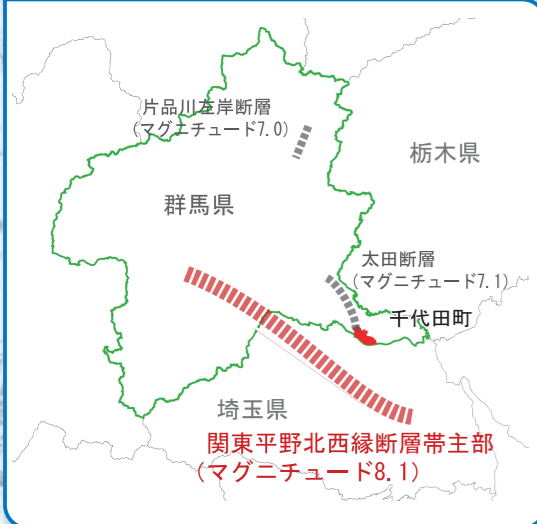 片品川左岸断層
(マグニチュード7.0)
栃木県
群馬県
太田断層
(マグニチュード7.1)
千代田町
埼玉県
関東平野北西縁断層帯主部
(マグニチュード8.1)